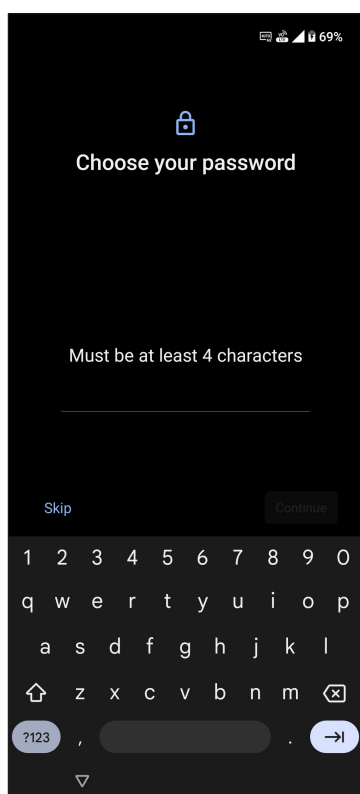 69%
Choose your password
Must be at least 4 characters
Skip Continue
1 2 3 4 5 6 7 8 9 0
q w e r t y u i o p
a s d f g h j k l
z x c v b n m
?123 , .